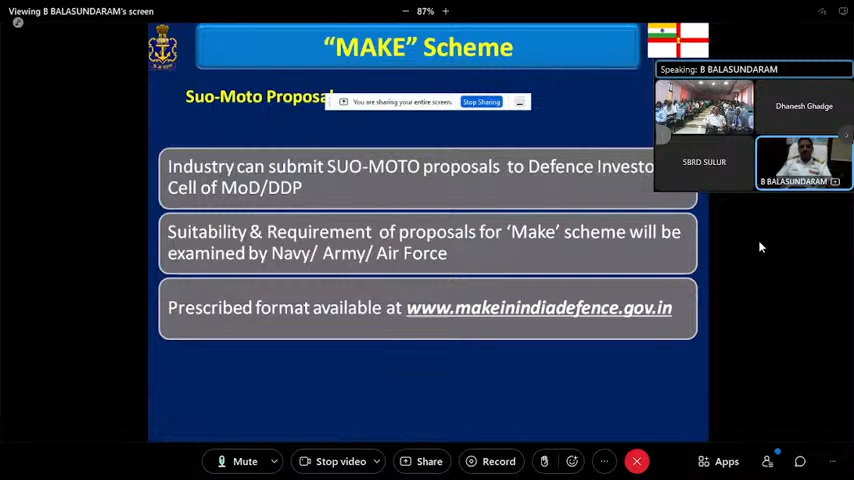 Viewing B BALASUNDARAM's screen
87%
"MAKE" Scheme
Suo-Moto Proposal
You are sharing your entire screen.
Stop Sharing
Speaking: B BALASUNDARAM
Dhanesh Ghadge
5BRD SULUR
B BALASUNDARAM
Industry can submit SUO-MOTO proposals to Defence Investo
Cell of MoD/DDP
Suitability & Requirement of proposals for 'Make' scheme will be
examined by Navy/ Army/ Air Force
Prescribed format available at www.makeinindiadefence.gov.in
Mute
Stop video
Share
Record
Apps